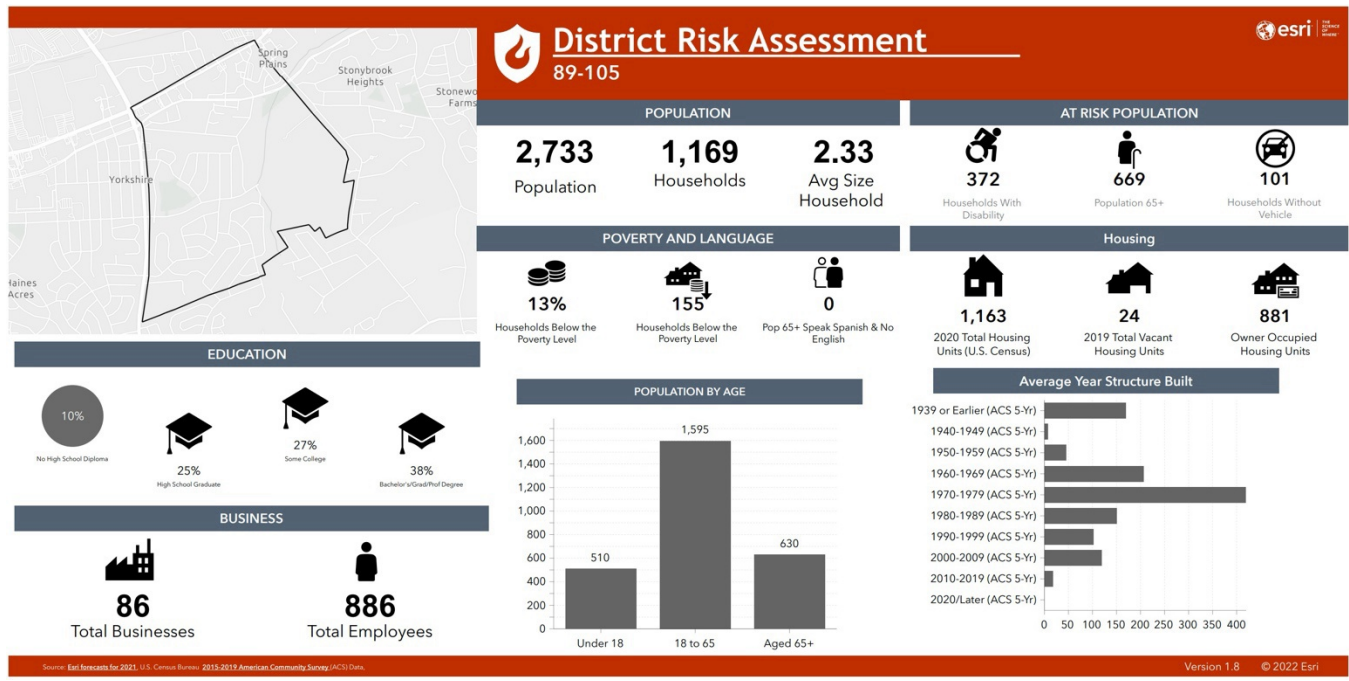 Spring
Plains
Stonybrook
Heights
Stonewo
Farms
Yorkshire
Haines
Acres
District Risk Assessment
89-105
esri
THE
SCIENCE
OF
WHERE
POPULATION
2,733
Population
1,169
Households
2.33
Avg Size
Household
AT RISK POPULATION
372
Households With
Disability
669
Population 65+
101
Households Without
Vehicle
POVERTY AND LANGUAGE
13%
Households Below the
Poverty Level
155
Households Below the
Poverty Level
0
Pop 65+ Speak Spanish & No
English
Housing
1,163
2020 Total Housing
Units (U.S. Census)
24
2019 Total Vacant
Housing Units
881
Owner Occupied
Housing Units
EDUCATION
10%
No High School Diploma
25%
High School Graduate
27%
Some College
38%
Bachelor's/Grad/Prof Degree
BUSINESS
86
Total Businesses
886
Total Employees
POPULATION BY AGE
1,600
1,400
1,200
1,000
800
600
400
200
0
510
1,595
630
Under 18
18 to 65
Aged 65+
Average Year Structure Built
1939 or Earlier (ACS 5-Yr)
1940-1949 (ACS 5-Yr)
1950-1959 (ACS 5-Yr)
1960-1969 (ACS 5-Yr)
1970-1979 (ACS 5-Yr)
1980-1989 (ACS 5-Yr)
1990-1999 (ACS 5-Yr)
2000-2009 (ACS 5-Yr)
2010-2019 (ACS 5-Yr)
2020/Later (ACS 5-Yr)
0 50 100 150 200 250 300 350 400
Source: Esri forecasts for 2021, U.S. Census Bureau 2015-2019 American Community Survey (ACS) Data,
Version 1.8 © 2022 Esri